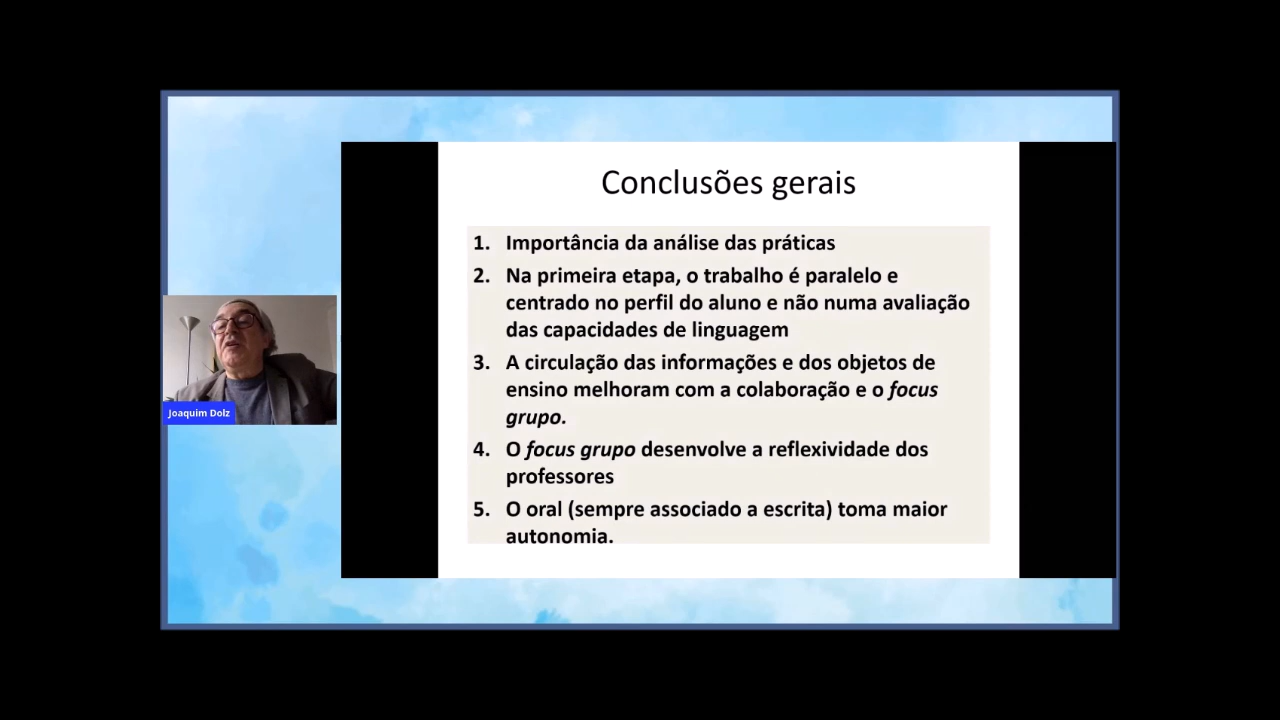 Conclusões gerais
1. Importância da análise das práticas
2. Na primeira etapa, o trabalho é paralelo e
centrado no perfil do aluno e não numa avaliação
das capacidades de linguagem
3. A circulação das informações e dos objetos de
ensino melhoram com a colaboração e o focus
grupo.
4. O focus grupo desenvolve a reflexividade dos
professores
5. O oral (sempre associado a escrita) toma maior
autonomia.
Joaquim Dolz